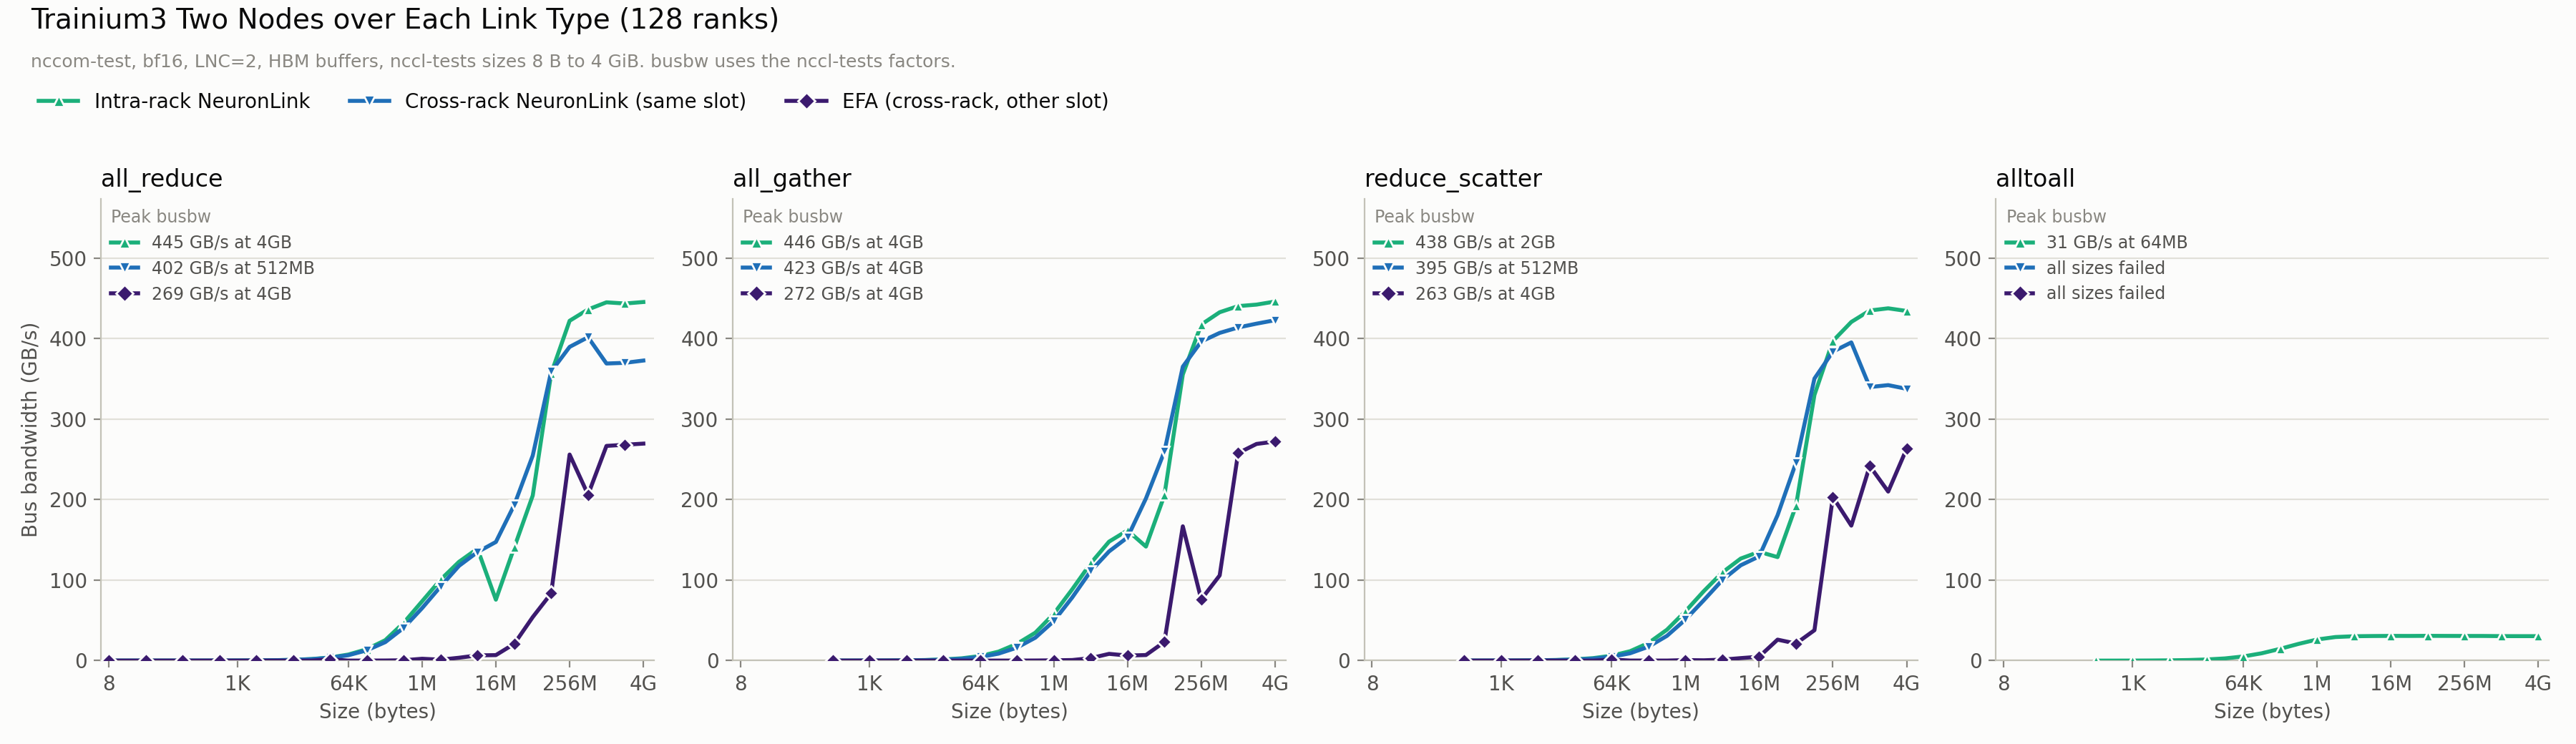 Trainium3 Two Nodes over Each Link Type (128 ranks)
nccom-test, bf16, LNC=2, HBM buffers, nccl-tests sizes 8 B to 4 GiB. busbw uses the nccl-tests factors.
Intra-rack NeuronLink
Cross-rack NeuronLink (same slot)
EFA (cross-rack, other slot)
all_reduce
Peak busbw
445 GB/s at 4GB
402 GB/s at 512MB
269 GB/s at 4GB
Bus bandwidth (GB/s)
500
400
300
200
100
0
8 1K 64K 1M 16M 256M 4G
Size (bytes)
all_gather
Peak busbw
446 GB/s at 4GB
423 GB/s at 4GB
272 GB/s at 4GB
500
400
300
200
100
0
8 1K 64K 1M 16M 256M 4G
Size (bytes)
reduce_scatter
Peak busbw
438 GB/s at 2GB
395 GB/s at 512MB
263 GB/s at 4GB
500
400
300
200
100
0
8 1K 64K 1M 16M 256M 4G
Size (bytes)
alltoall
Peak busbw
31 GB/s at 64MB
all sizes failed
all sizes failed
500
400
300
200
100
0
8 1K 64K 1M 16M 256M 4G
Size (bytes)